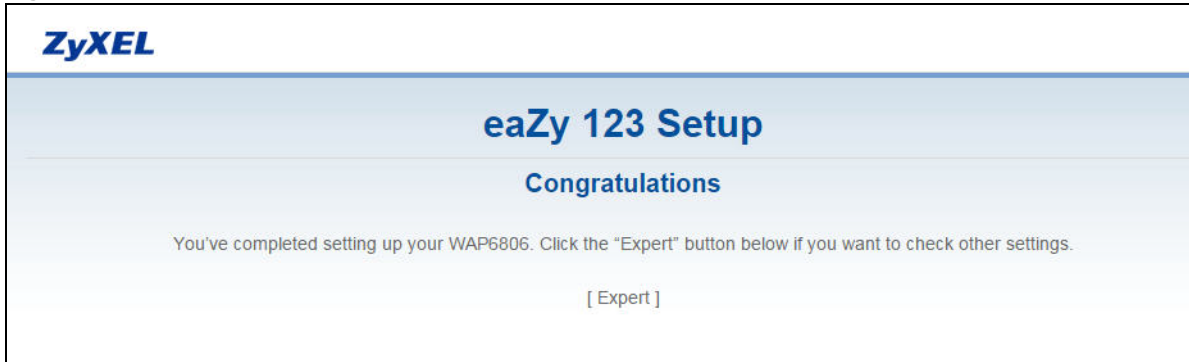 ZyXEL
eaZy 123 Setup
Congratulations
You've completed setting up your WAP6806. Click the “Expert” button below if you want to check other settings.
[ Expert ]